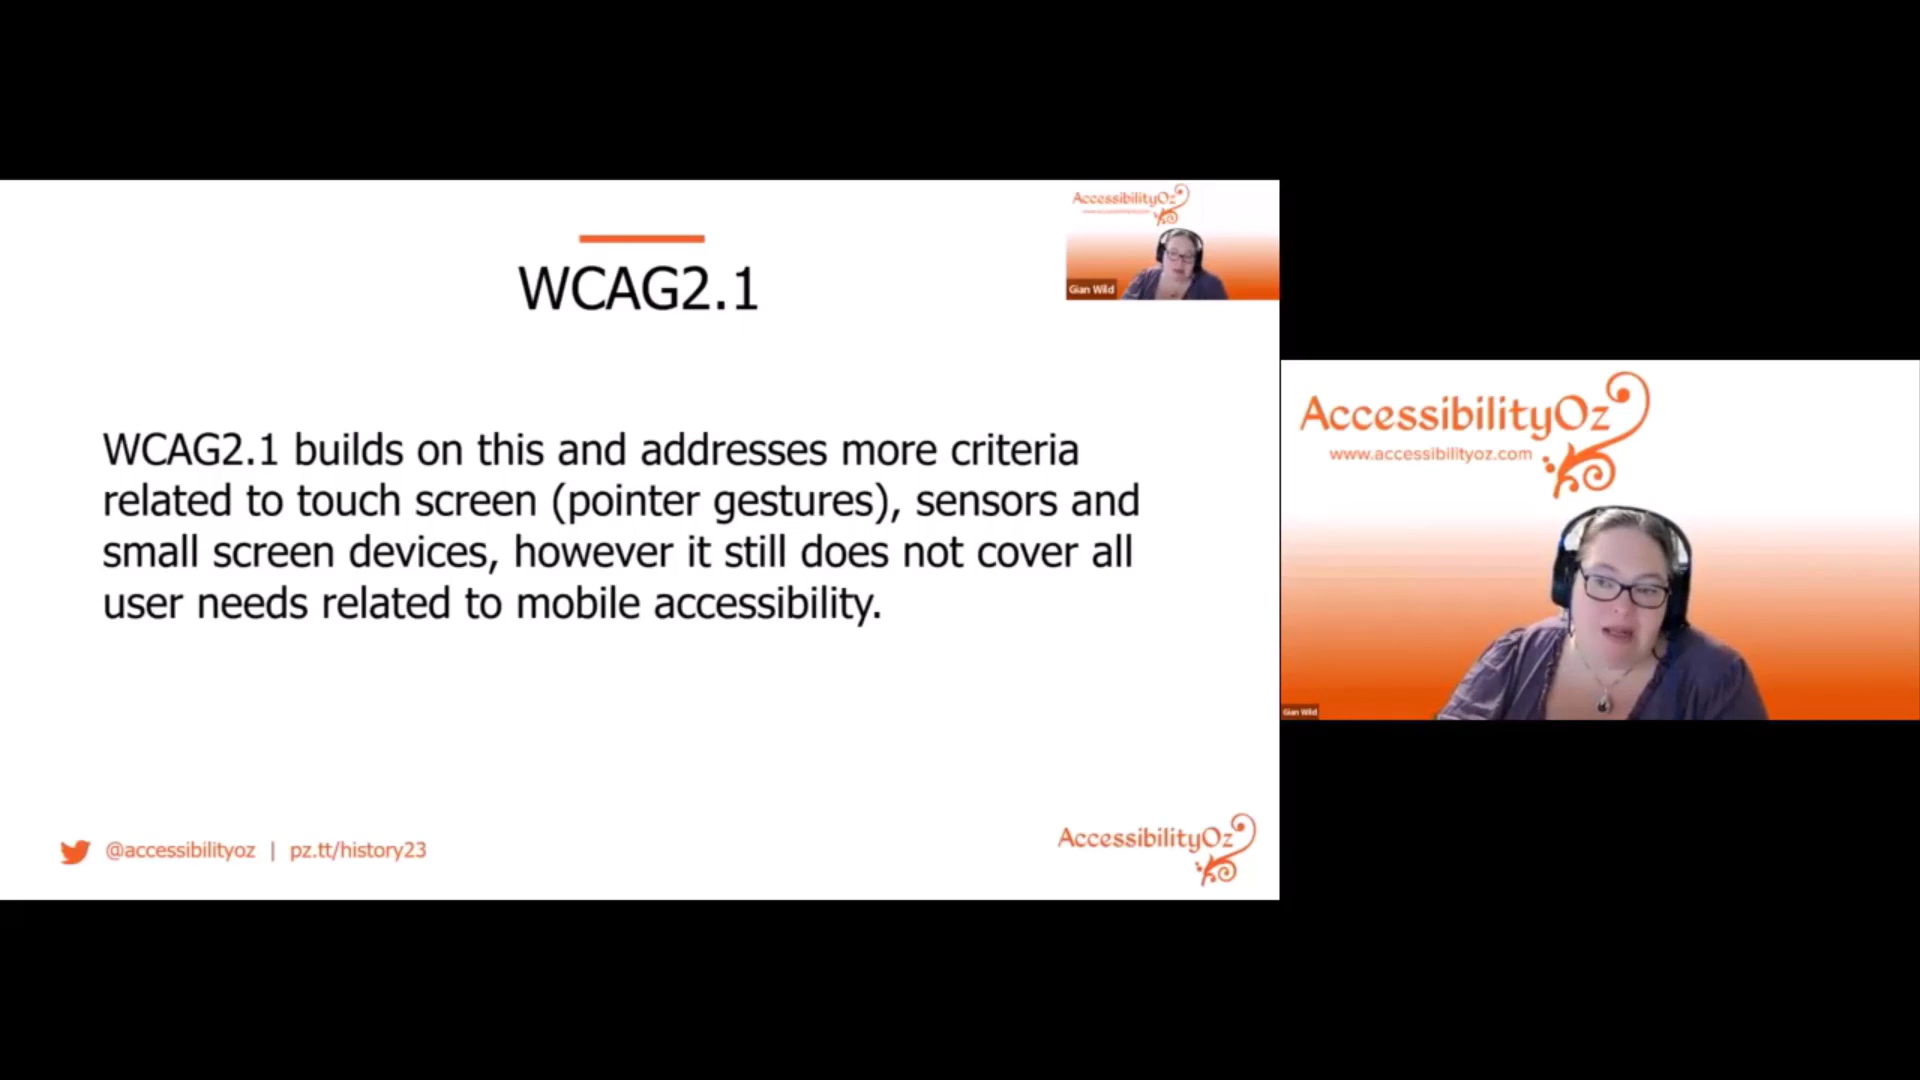 WCAG2.1
AccessibilityOz
Gian Wild
WCAG2.1 builds on this and addresses more criteria
related to touch screen (pointer gestures), sensors and
small screen devices, however it still does not cover all
user needs related to mobile accessibility.
@accessibilityoz | pz.tt/history23
AccessibilityOz
AccessibilityOz
www.accessibilityoz.com
Gian Wild